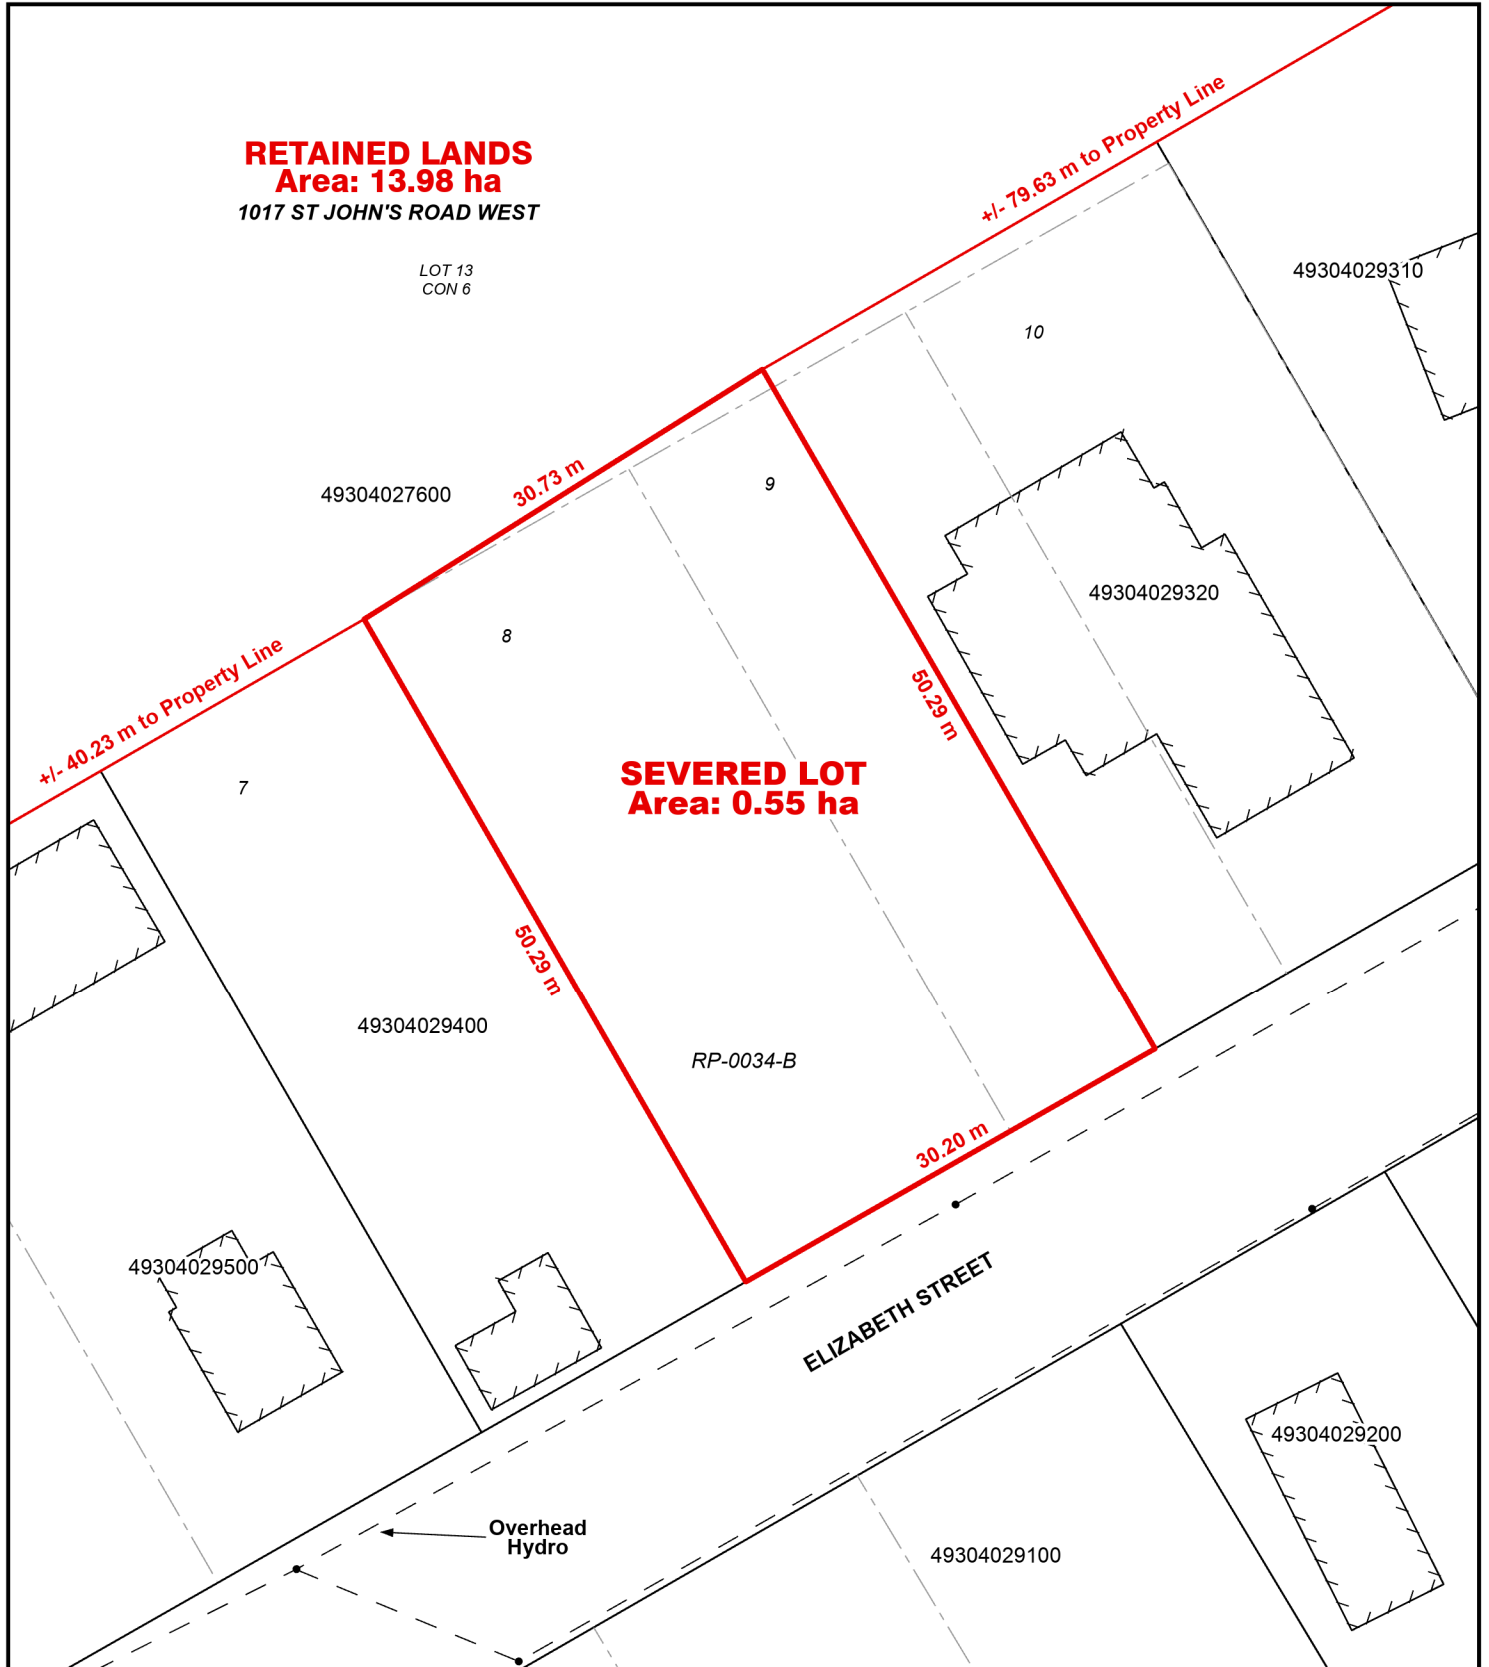 +/- 79.63 m to Property Line
RETAINED LANDS
Area: 13.98 ha
1017 ST JOHN'S ROAD WEST
LOT 13
CON 6
49304029310
10
30.73 m
9
49304027600
49304029320
8
+/- 40.23 m to Property Line
50.29 m
7
SEVERED LOT
Area: 0.55 ha
50.29 m
49304029400
RP-0034-B
30.20 m
49304029500
ELIZABETH STREET
49304029200
Overhead
Hydro
49304029100